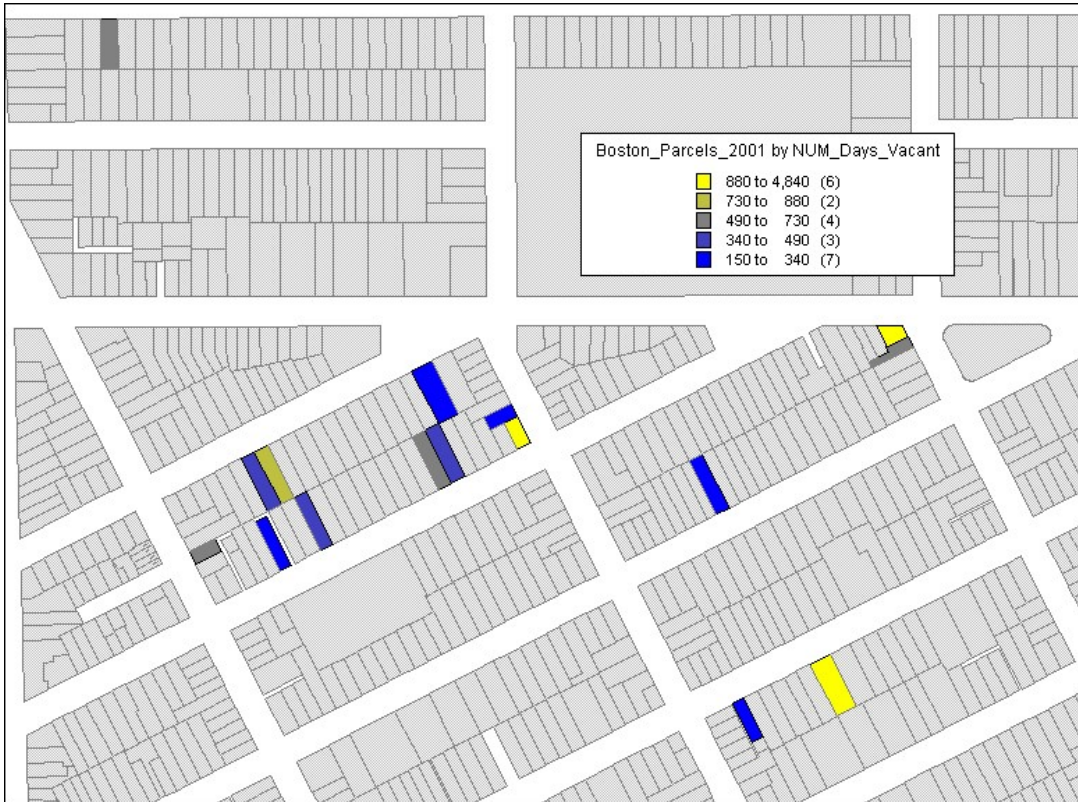 Boston_Parcels_2001 by NUM_Days_Vacant
880 to 4,840 (6)
730 to 880 (2)
490 to 730 (4)
340 to 490 (3)
150 to 340 (7)